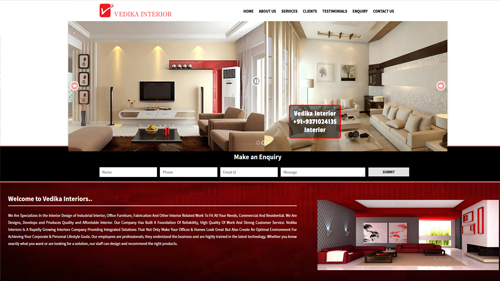 VEDIKA INTERIOR
HOME ABOUT US SERVICES CLIENTS TESTIMONIALS ENQUIRY CONTACT US
Vedika Interior
+91-9371024135
Interior
Make an Enquiry
Name Phone Email Id Message SUBMIT
Welcome to Vedika Interiors..
We Are Specializes In the Interior Design of Industrial Interior, Office Furniture, Fabrication And Other Interior Related Work To Fit All Your Needs, Commercial And Residential. We Are
Designs, Develops and Produces Quality and Affordable Interior. Our Company Has Built A Foundation Of Reliability, High Quality Of Work And Strong Customer Service. Vedika
Interiors Is A Rapidly Growing Interiors Company Providing Integrated Solutions That Not Only Make Your Offices & Homes Look Great But Also Create An Optimal Environment For
Achieving Your Corporate & Personal Lifestyle Goals. Our employees are professionals; they understand the business and are highly trained in the latest technology. Whether you know
exactly what you want or are looking for a solution, our staff can design and recommend the right products.